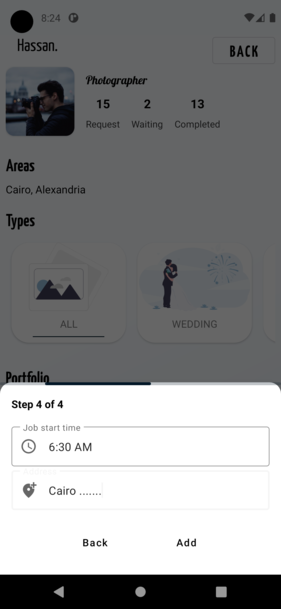 8:24
Hassan.
BACK
Photographer
15 2 13
Request Waiting Completed
Areas
Cairo, Alexandria
Types
ALL WEDDING
Portfolio
Step 4 of 4
Job start time
6:30 AM
Cairo .......
Back Add